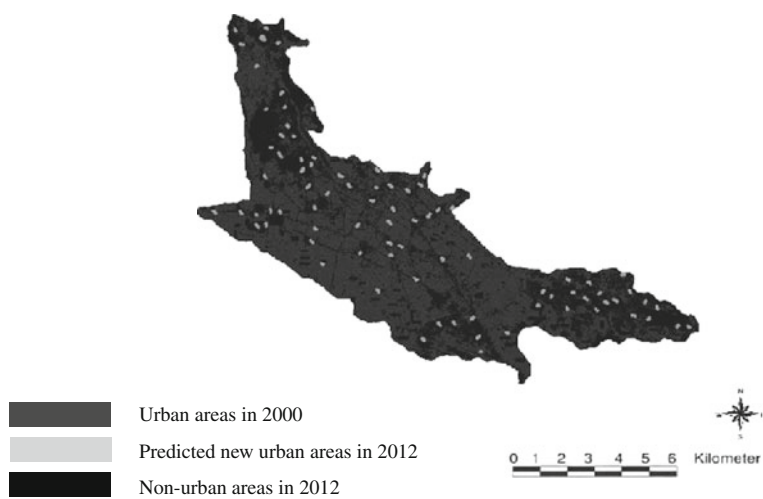 Urban areas in 2000
Predicted new urban areas in 2012
Non-urban areas in 2012
N
S
0 1 2 3 4 5 6 Kilometer